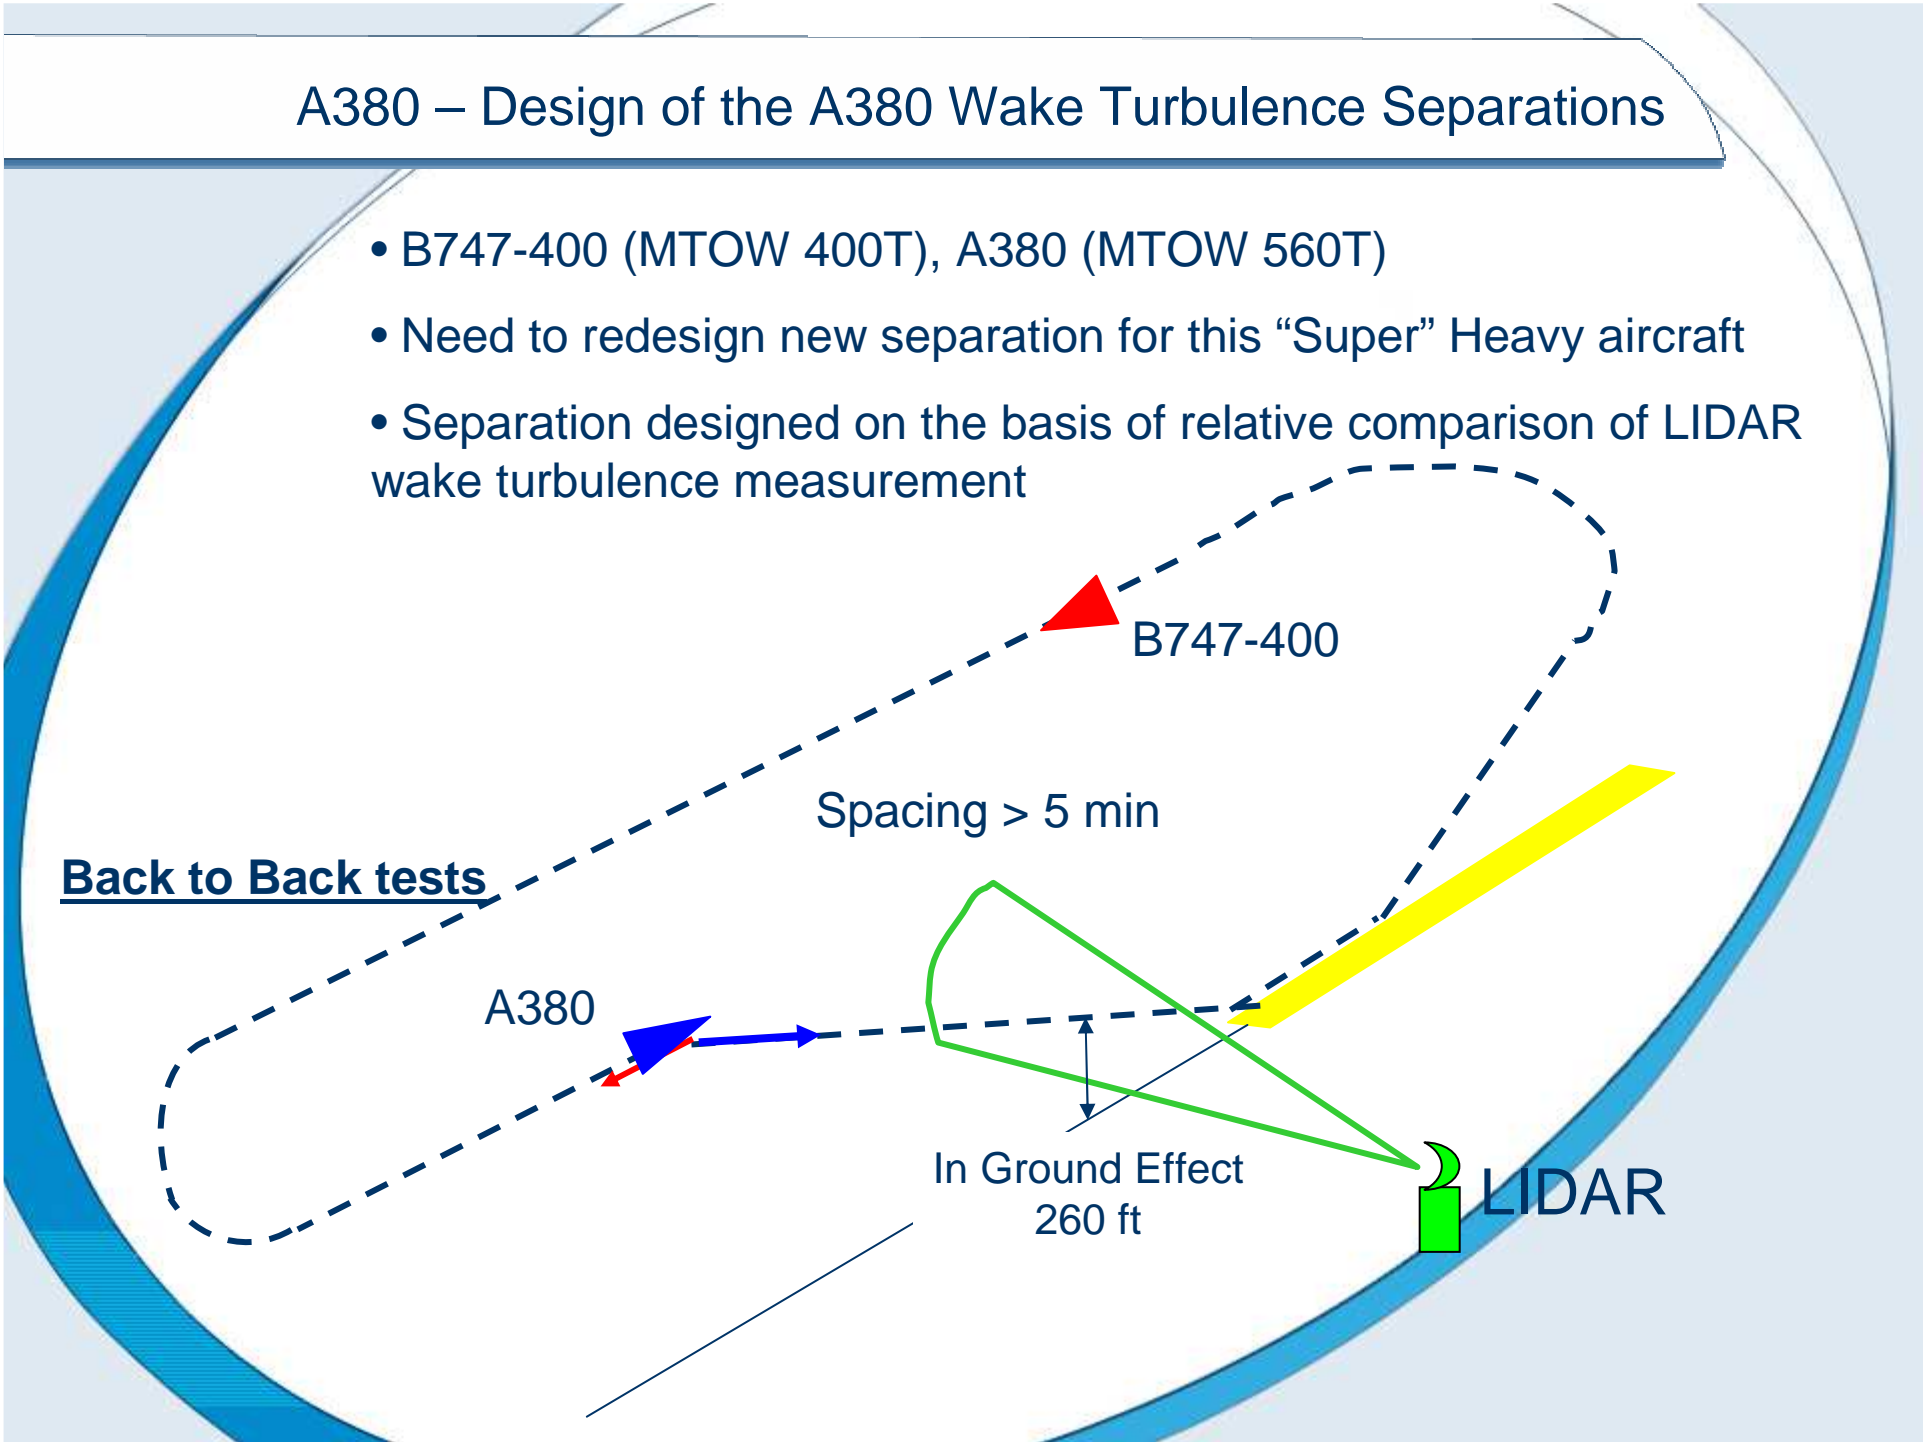 A380 – Design of the A380 Wake Turbulence Separations
• B747-400 (MTOW 400T), A380 (MTOW 560T)
• Need to redesign new separation for this “Super” Heavy aircraft
• Separation designed on the basis of relative comparison of LIDAR
wake turbulence measurement
B747-400
Spacing > 5 min
Back to Back tests
A380
In Ground Effect
260 ft
LIDAR